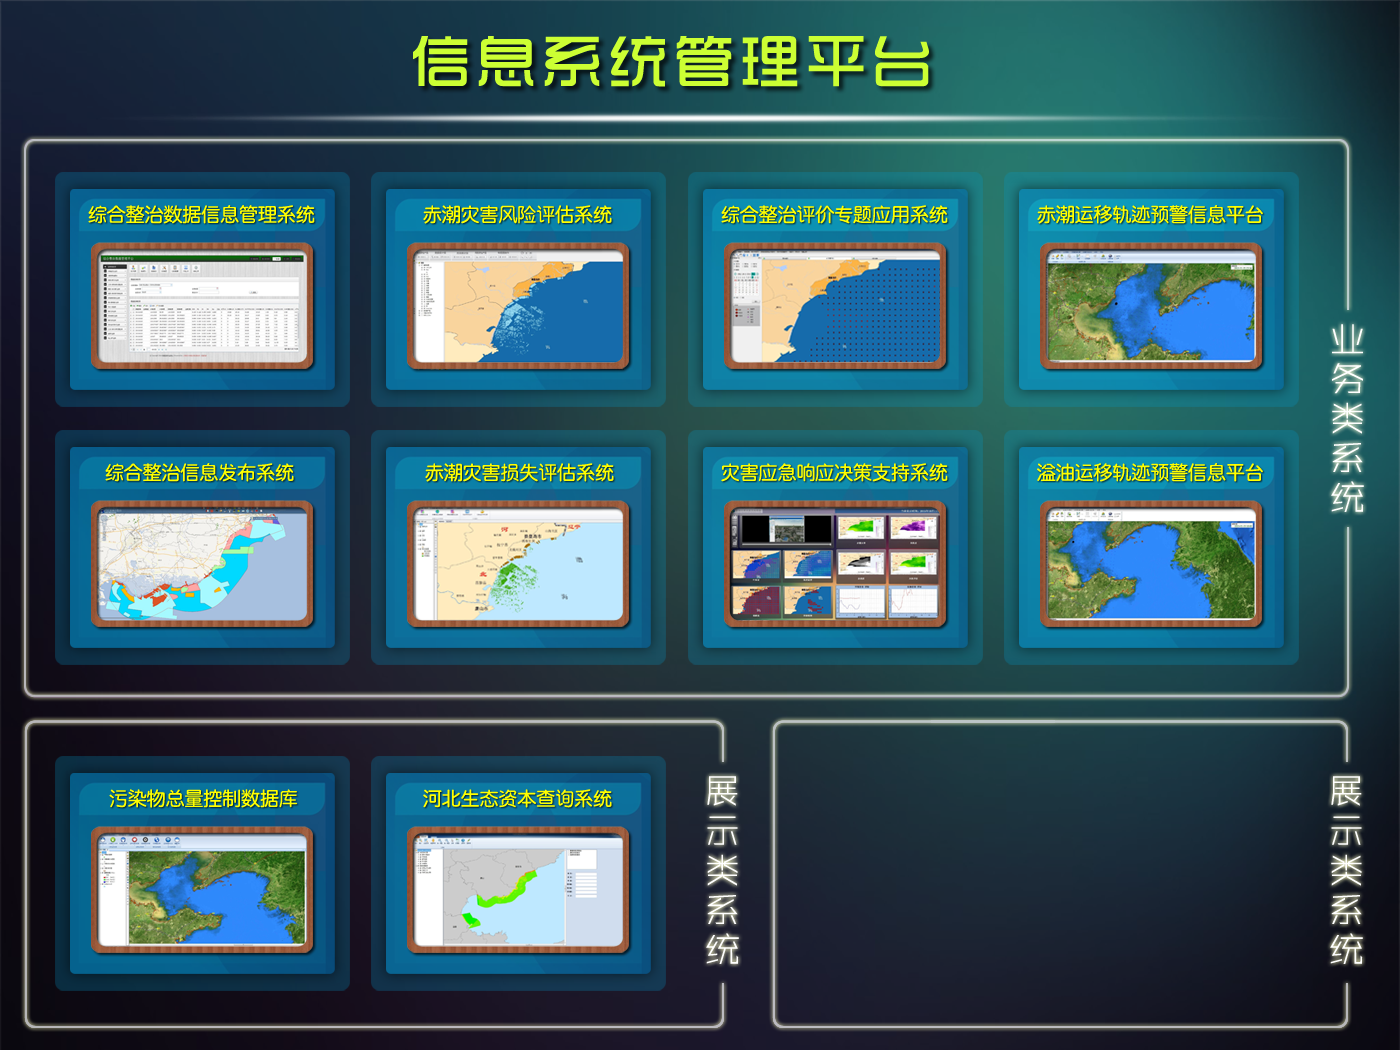 信息系统管理平台
综合整治数据信息管理系统
赤潮灾害风险评估系统
综合整治评价专题应用系统
赤潮运移轨迹预警信息平台
综合整治信息发布系统
赤潮灾害损失评估系统
灾害应急响应决策支持系统
溢油运移轨迹预警信息平台
业务类系统
污染物总量控制数据库
河北生态资本查询系统
展示类系统
展示类系统